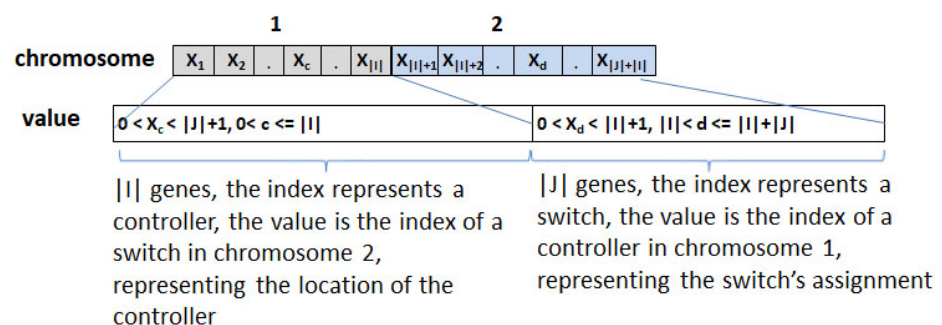 1 2
chromosome X1 X2 . Xc . X|I| X|I|+1 X|I|+2 . Xd . X|J|+|I|
value 0 < Xc < |J|+1, 0< c <= |I| 0 < Xd < |I|+1, |I|< d <= |I|+|J|
|I| genes, the index represents a
controller, the value is the index of a
switch in chromosome 2,
representing the location of the
controller
|J| genes, the index represents a
switch, the value is the index of a
controller in chromosome 1,
representing the switch's assignment